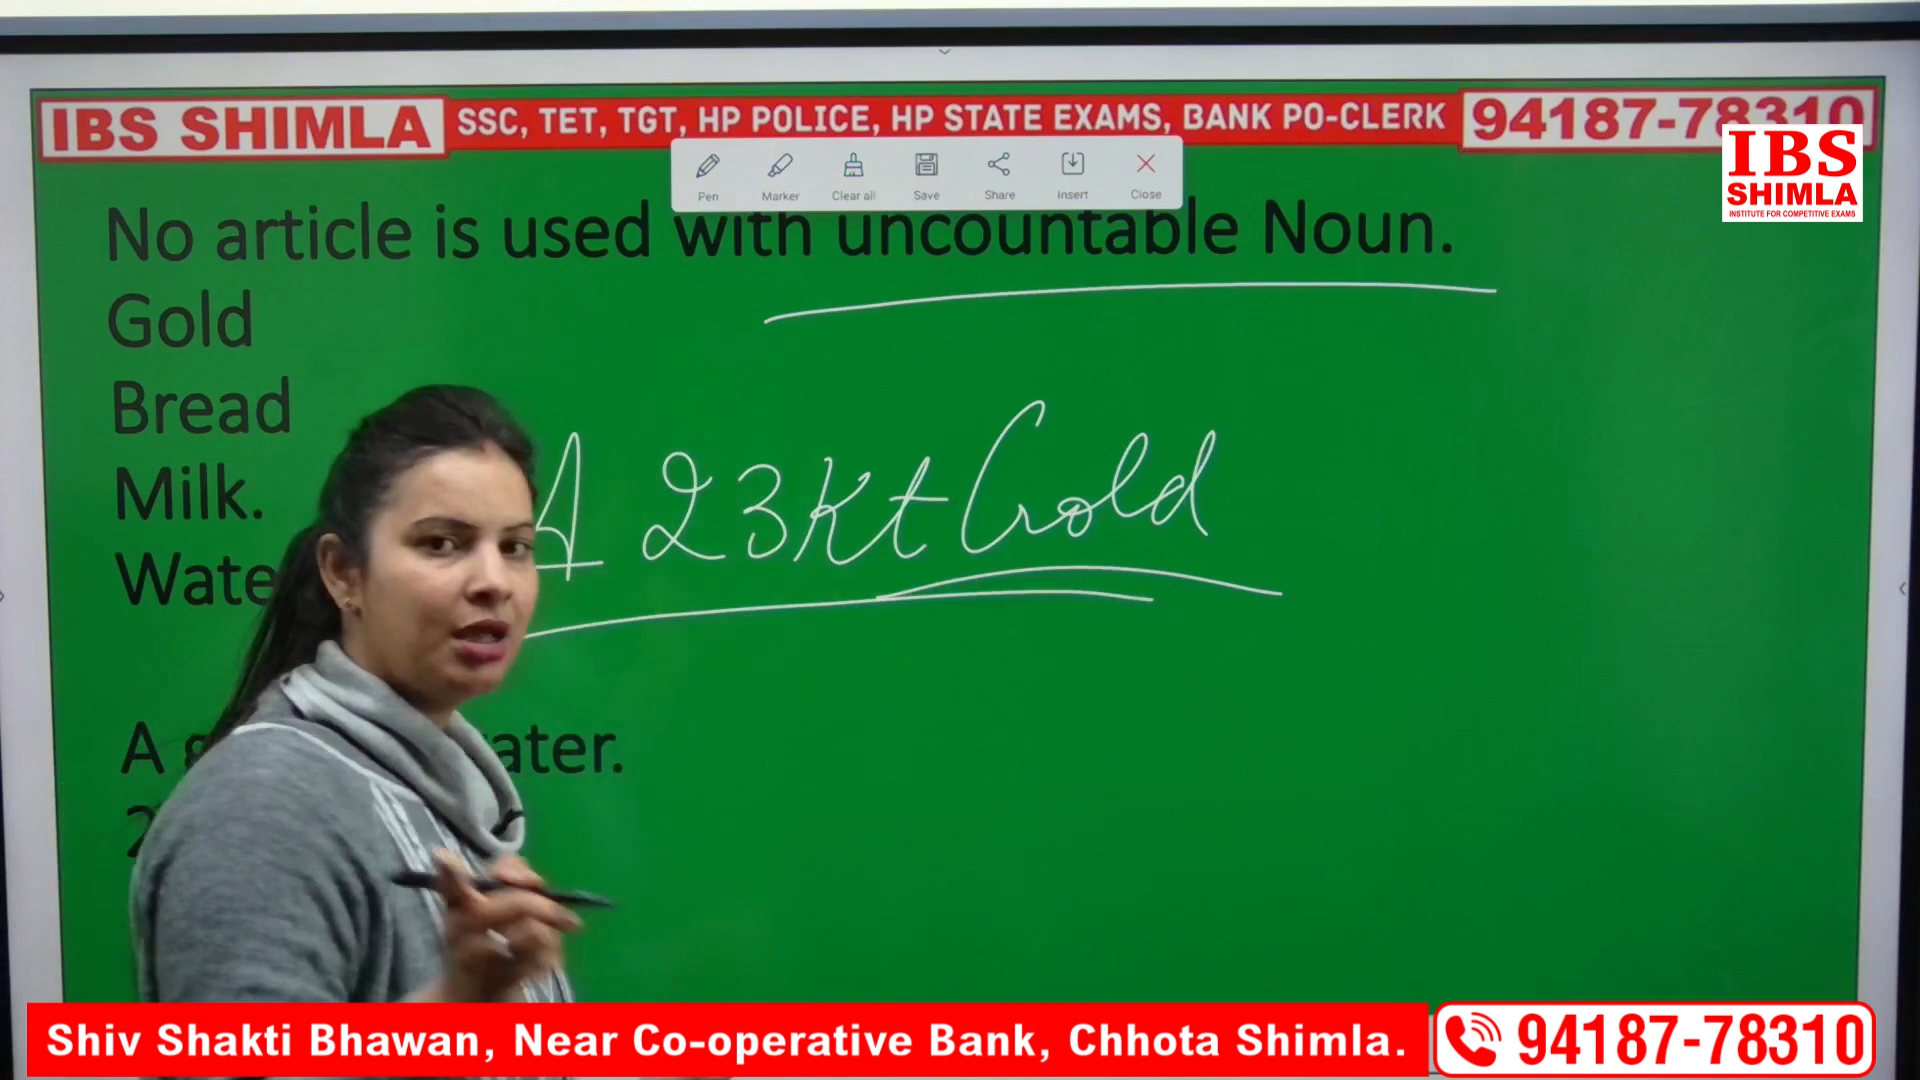 IBS SHIMLA SSC, TET, TGT, HP POLICE, HP STATE EXAMS, BANK PO-CLERK 94187-78310
IBS
SHIMLA
INSTITUTE FOR COMPETITIVE EXAMS
Pen Marker Clear all Save Share Insert Close
No article is used with uncountable Noun.
Gold
Bread
Milk.
A 23Kt Gold
A
94187-78310
Shiv Shakti Bhawan, Near Co-operative Bank, Chhota Shimla.